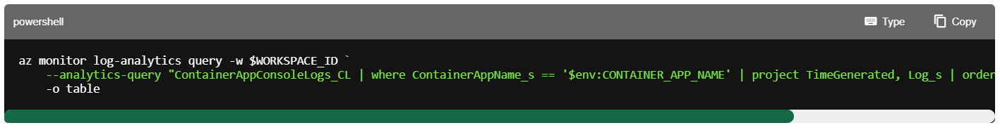 powershell
Type
Copy
az monitor log-analytics query -w $WORKSPACE_ID `
--analytics-query "ContainerAppConsoleLogs_CL | where ContainerAppName_s == '$env:CONTAINER_APP_NAME' | project TimeGenerated, Log_s | order
-o table